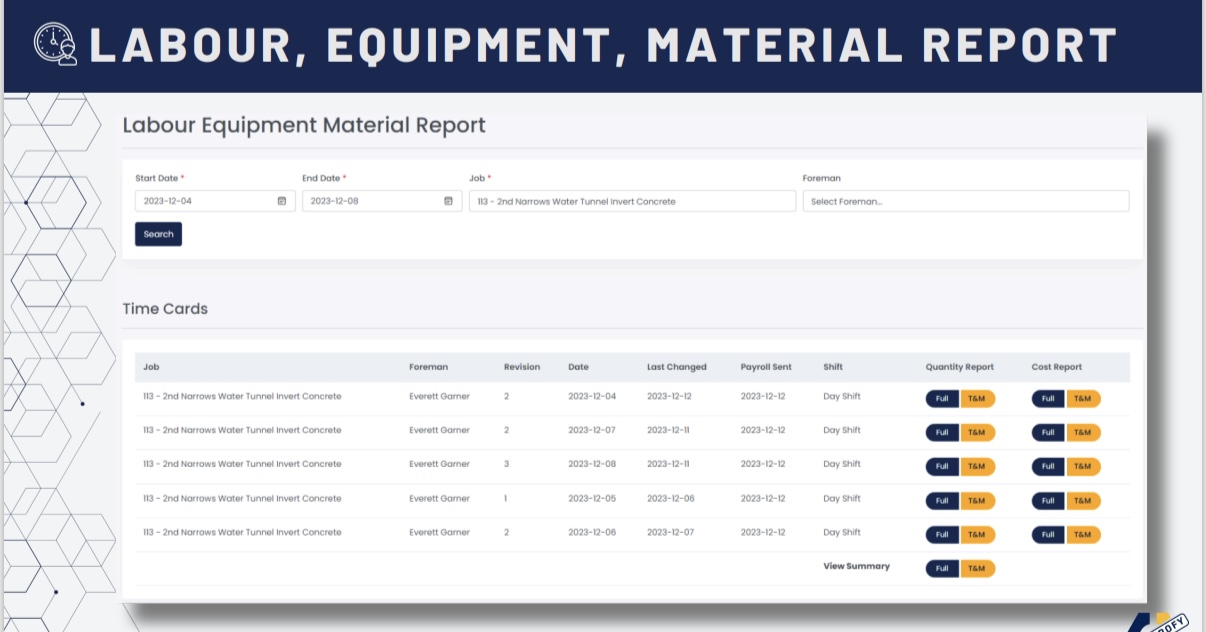 LABOUR, EQUIPMENT, MATERIAL REPORT
Labour Equipment Material Report
Start Date * End Date * Job * Foreman
2023-12-04 2023-12-08 113 - 2nd Narrows Water Tunnel Invert Concrete Select Foreman...
Search
Time Cards
Job Foreman Revision Date Last Changed Payroll Sent Shift Quantity Report Cost Report
113 - 2nd Narrows Water Tunnel Invert Concrete Everett Garner 2 2023-12-04 2023-12-12 2023-12-12 Day Shift Full T&M Full T&M
113 - 2nd Narrows Water Tunnel Invert Concrete Everett Garner 2 2023-12-07 2023-12-11 2023-12-12 Day Shift Full T&M Full T&M
113 - 2nd Narrows Water Tunnel Invert Concrete Everett Garner 3 2023-12-08 2023-12-11 2023-12-12 Day Shift Full T&M Full T&M
113 - 2nd Narrows Water Tunnel Invert Concrete Everett Garner 1 2023-12-05 2023-12-06 2023-12-12 Day Shift Full T&M Full T&M
113 - 2nd Narrows Water Tunnel Invert Concrete Everett Garner 2 2023-12-06 2023-12-07 2023-12-12 Day Shift Full T&M Full T&M
View Summary Full T&M